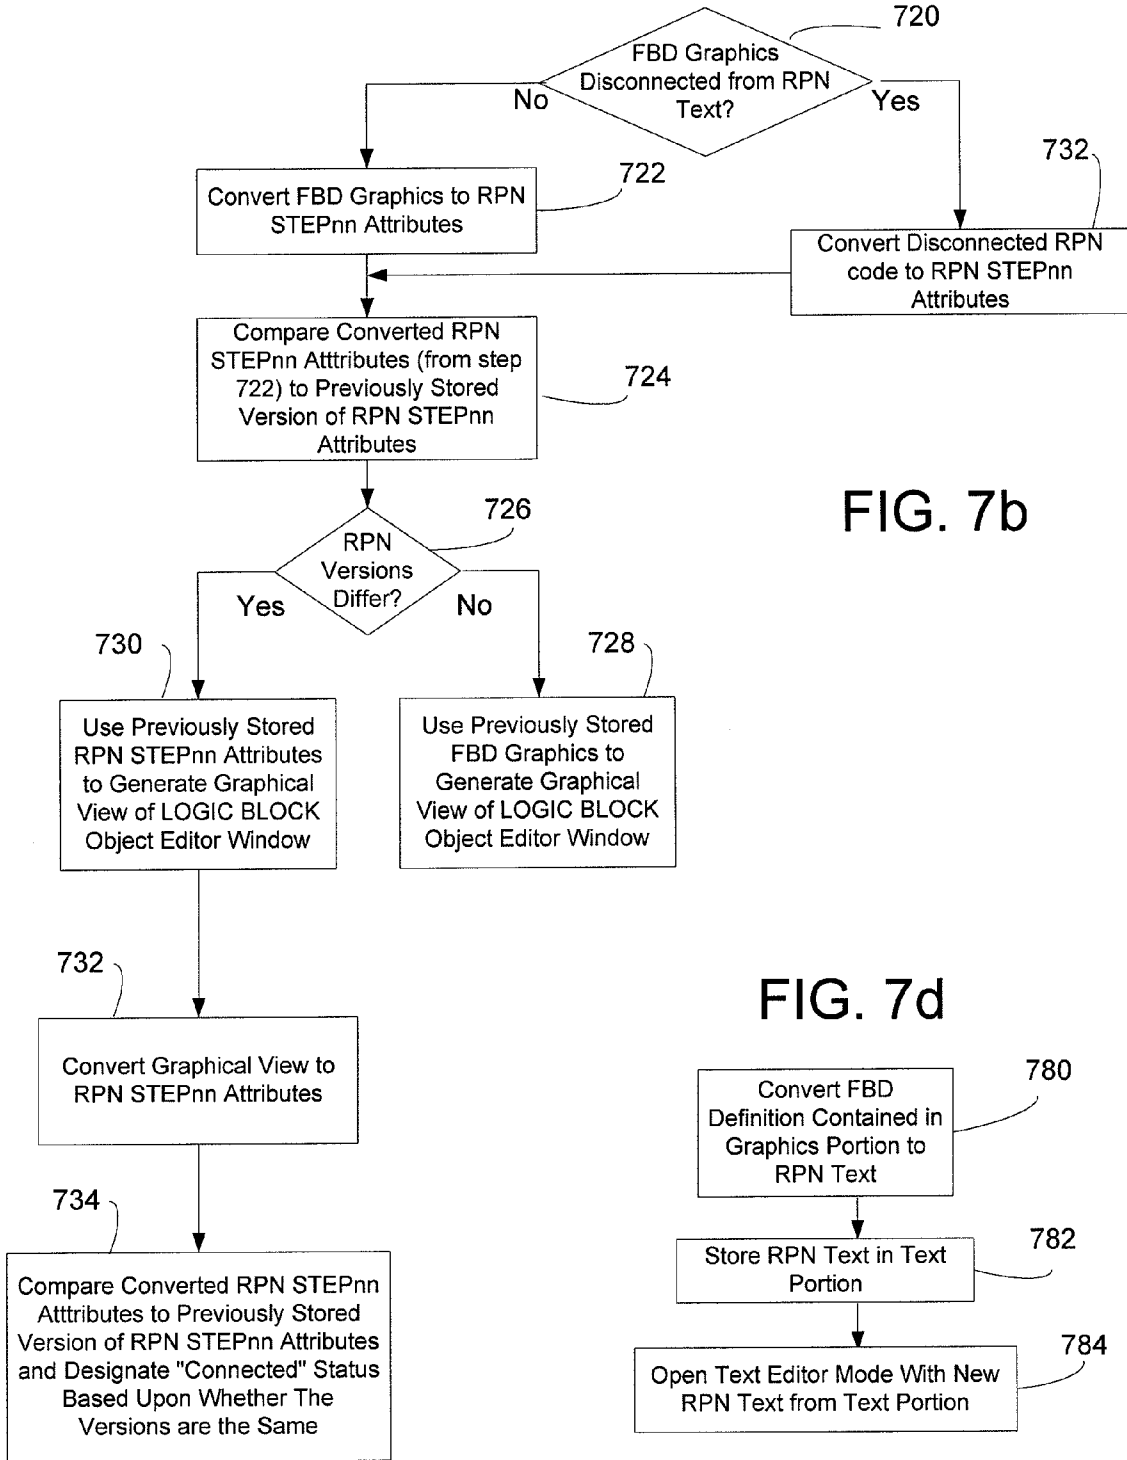 720
FBD Graphics
Disconnected from RPN
Text?
No
Yes
732
722
Convert FBD Graphics to RPN
STEPnn Attributes
Convert Disconnected RPN
code to RPN STEPnn
Attributes
Compare Converted RPN
STEPnn Atttributes (from step
722) to Previously Stored
Version of RPN STEPnn
Attributes
724
FIG. 7b
726
RPN
Versions
Differ?
Yes
No
730
728
Use Previously Stored
RPN STEPnn Attributes
to Generate Graphical
View of LOGIC BLOCK
Object Editor Window
Use Previously Stored
FBD Graphics to
Generate Graphical
View of LOGIC BLOCK
Object Editor Window
732
Convert Graphical View to
RPN STEPnn Attributes
734
Compare Converted RPN STEPnn
Atttributes to Previously Stored
Version of RPN STEPnn Attributes
and Designate "Connected" Status
Based Upon Whether The
Versions are the Same
FIG. 7d
780
Convert FBD
Definition Contained in
Graphics Portion to
RPN Text
782
Store RPN Text in Text
Portion
784
Open Text Editor Mode With New
RPN Text from Text Portion